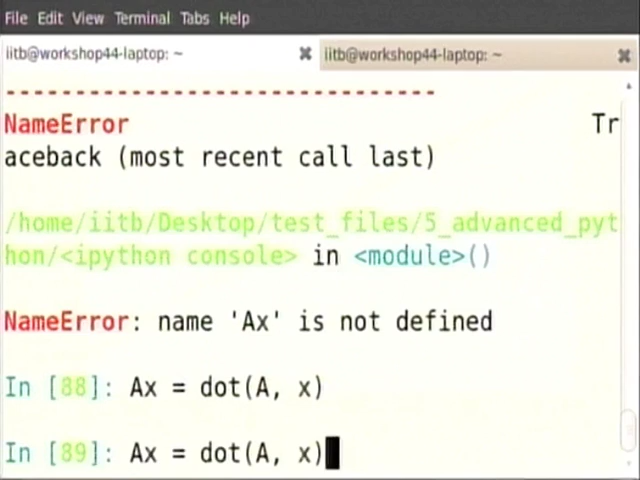 File Edit View Terminal Tabs Help
iitb@workshop44-laptop: ~ iitb@workshop44-laptop: ~
-------------------------------
NameError Tr
aceback (most recent call last)
/home/iitb/Desktop/test_files/5_advanced_pyt
hon/<ipython console> in <module>()
NameError: name 'Ax' is not defined
In [88]: Ax = dot(A, x)
In [89]: Ax = dot(A, x)